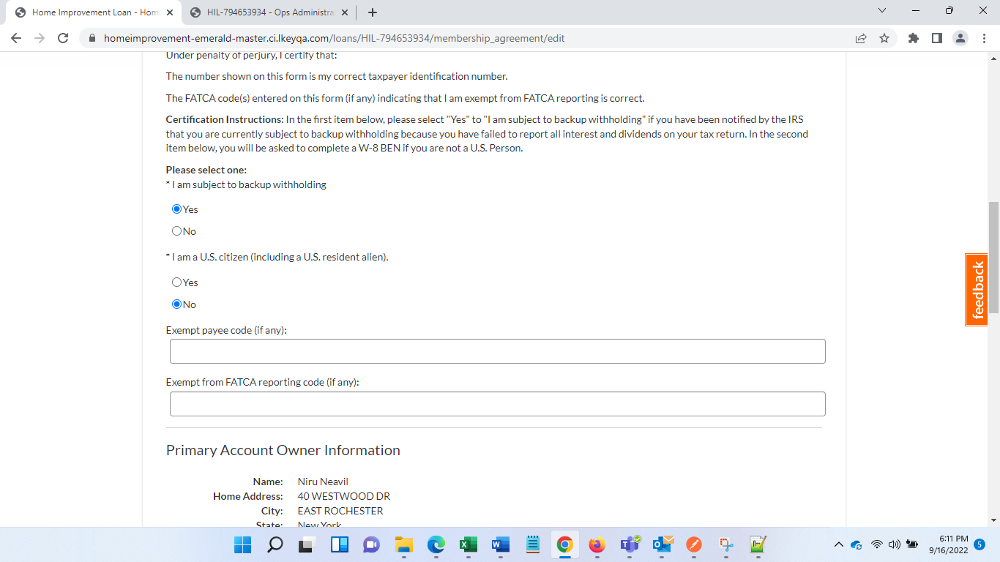 Home Improvement Loan - Hom
HIL-794653934 - Ops Administra
homeimprovement-emerald-master.ci.lkeyqa.com/loans/HIL-794653934/membership_agreement/edit
Under penalty of perjury, I certify that:
The number shown on this form is my correct taxpayer identification number.
The FATCA code(s) entered on this form (if any) indicating that I am exempt from FATCA reporting is correct.
Certification Instructions: In the first item below, please select "Yes" to "I am subject to backup withholding" if you have been notified by the IRS
that you are currently subject to backup withholding because you have failed to report all interest and dividends on your tax return. In the second
item below, you will be asked to complete a W-8 BEN if you are not a U.S. Person.
Please select one:
* I am subject to backup withholding
Yes
No
* I am a U.S. citizen (including a U.S. resident alien).
Yes
No
feedback
Exempt payee code (if any):
Exempt from FATCA reporting code (if any):
Primary Account Owner Information
Name: Niru Neavil
Home Address: 40 WESTWOOD DR
City: EAST ROCHESTER
State: New York
6:11 PM
9/16/2022
5